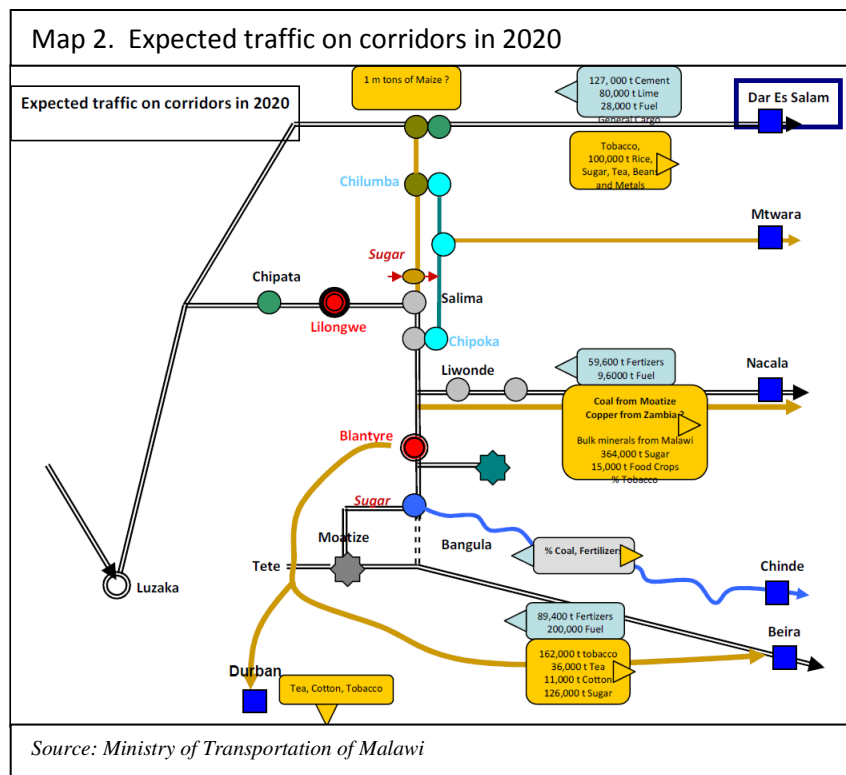 Map 2. Expected traffic on corridors in 2020
Expected traffic on corridors in 2020
1 m tons of Maize ?
127, 000 t Cement
80,000 t Lime
28,000 t Fuel
General Cargo
Dar Es Salam
Tobacco,
100,000 t Rice,
Sugar, Tea, Beans
and Metals
Chilumba
Mtwara
Sugar
Chipata
Salima
Lilongwe
Chipoka
59,600 t Fertizers
9,6000 t Fuel
Nacala
Liwonde
Coal from Moatize
Copper from Zambia ?
Bulk minerals from Malawi
364,000 t Sugar
15,000 t Food Crops
% Tobacco
Blantyre
Sugar
Moatize
Bangula
% Coal, Fertilizers
Tete
Chinde
Luzaka
89,400 t Fertizers
200,000 Fuel
Beira
162,000 t tobacco
36,000 t Tea
11,000 t Cotton
126,000 t Sugar
Durban
Tea, Cotton, Tobacco
Source: Ministry of Transportation of Malawi